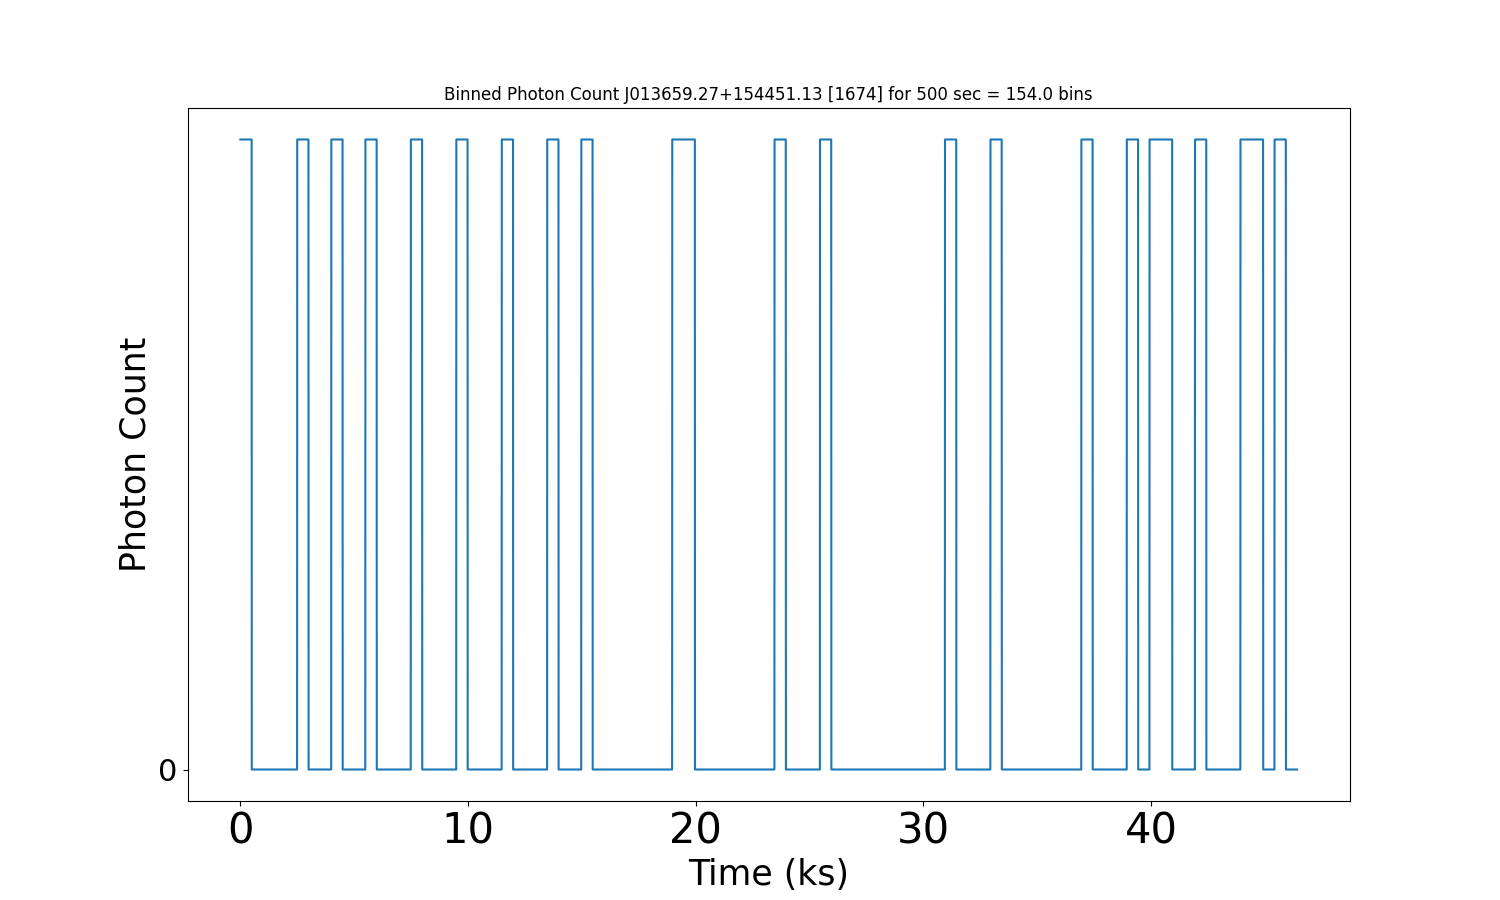 Binned Photon Count J013659.27+154451.13 [1674] for 500 sec = 154.0 bins
Photon Count
0
0 10 20 30 40
Time (ks)